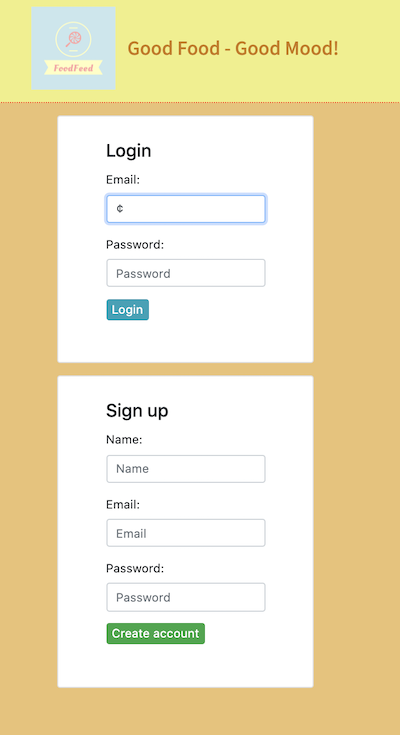 FoodFeed
Good Food - Good Mood!
Login
Email:
¢
Password:
Password
Login
Sign up
Name:
Name
Email:
Email
Password:
Password
Create account